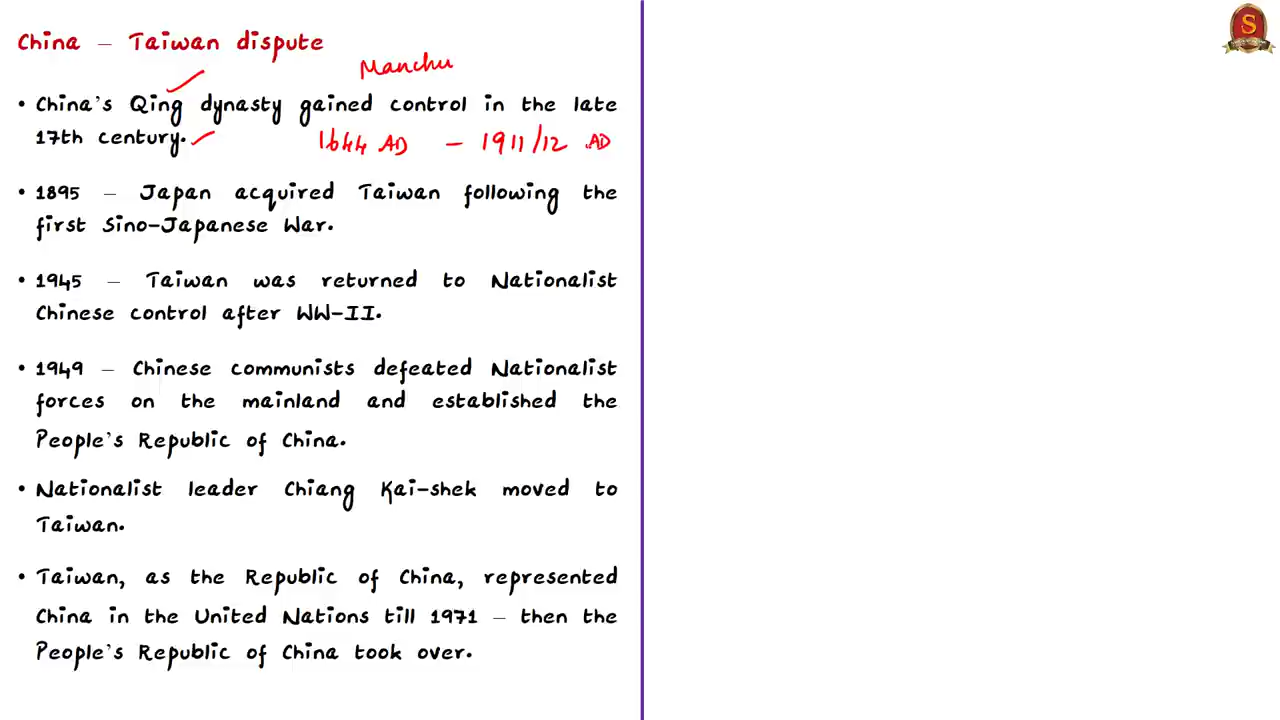 China – Taiwan dispute
Manchu
• China's Qing dynasty gained control in the late
17th century.
1644 AD – 1911/12 AD
• 1895 – Japan acquired Taiwan following the
first Sino-Japanese War.
• 1945 – Taiwan was returned to Nationalist
Chinese control after WW-II.
• 1949 – Chinese communists defeated Nationalist
forces on the mainland and established the
People's Republic of China.
• Nationalist leader Chiang Kai-shek moved to
Taiwan.
• Taiwan, as the Republic of China, represented
China in the United Nations till 1971 – then the
People's Republic of China took over.
S